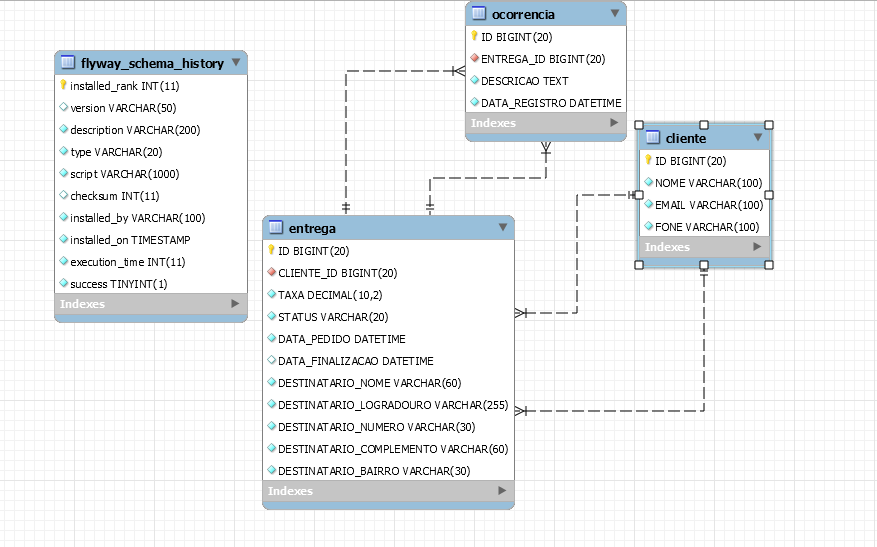 ocorrencia
ID BIGINT(20)
ENTREGA_ID BIGINT(20)
DESCRICAO TEXT
DATA_REGISTRO DATETIME
Indexes
flyway_schema_history
installed_rank INT(11)
version VARCHAR(50)
description VARCHAR(200)
type VARCHAR(20)
script VARCHAR(1000)
checksum INT(11)
installed_by VARCHAR(100)
installed_on TIMESTAMP
execution_time INT(11)
success TINYINT(1)
Indexes
cliente
ID BIGINT(20)
NOME VARCHAR(100)
EMAIL VARCHAR(100)
FONE VARCHAR(100)
Indexes
entrega
ID BIGINT(20)
CLIENTE_ID BIGINT(20)
TAXA DECIMAL(10,2)
STATUS VARCHAR(20)
DATA_PEDIDO DATETIME
DATA_FINALIZACAO DATETIME
DESTINATARIO_NOME VARCHAR(60)
DESTINATARIO_LOGRADOURO VARCHAR(255)
DESTINATARIO_NUMERO VARCHAR(30)
DESTINATARIO_COMPLEMENTO VARCHAR(60)
DESTINATARIO_BAIRRO VARCHAR(30)
Indexes